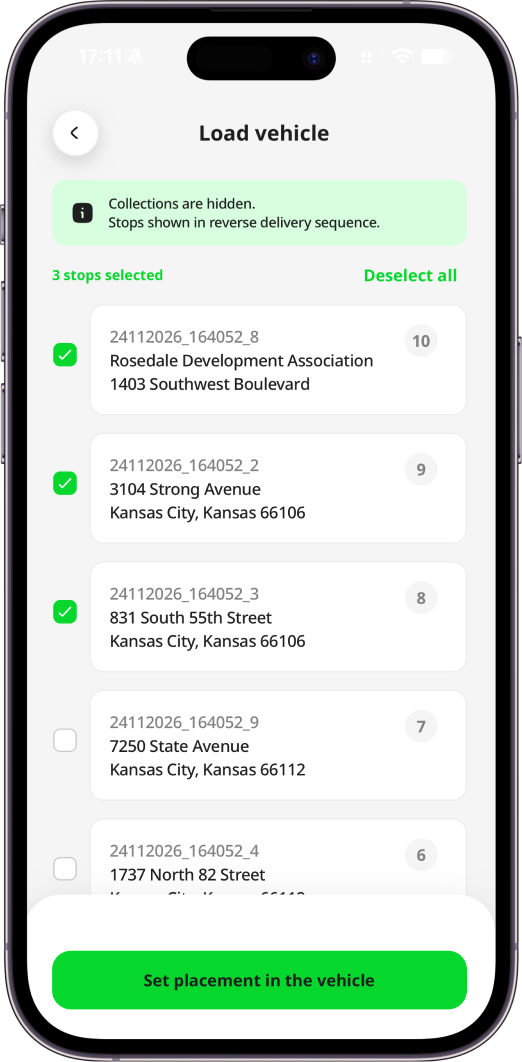 17:11
Load vehicle
Collections are hidden.
Stops shown in reverse delivery sequence.
3 stops selected
Deselect all
24112026_164052_8
10
Rosedale Development Association
1403 Southwest Boulevard
24112026_164052_2
9
3104 Strong Avenue
Kansas City, Kansas 66106
24112026_164052_3
8
831 South 55th Street
Kansas City, Kansas 66106
24112026_164052_9
7
7250 State Avenue
Kansas City, Kansas 66112
24112026_164052_4
6
1737 North 82 Street
Set placement in the vehicle